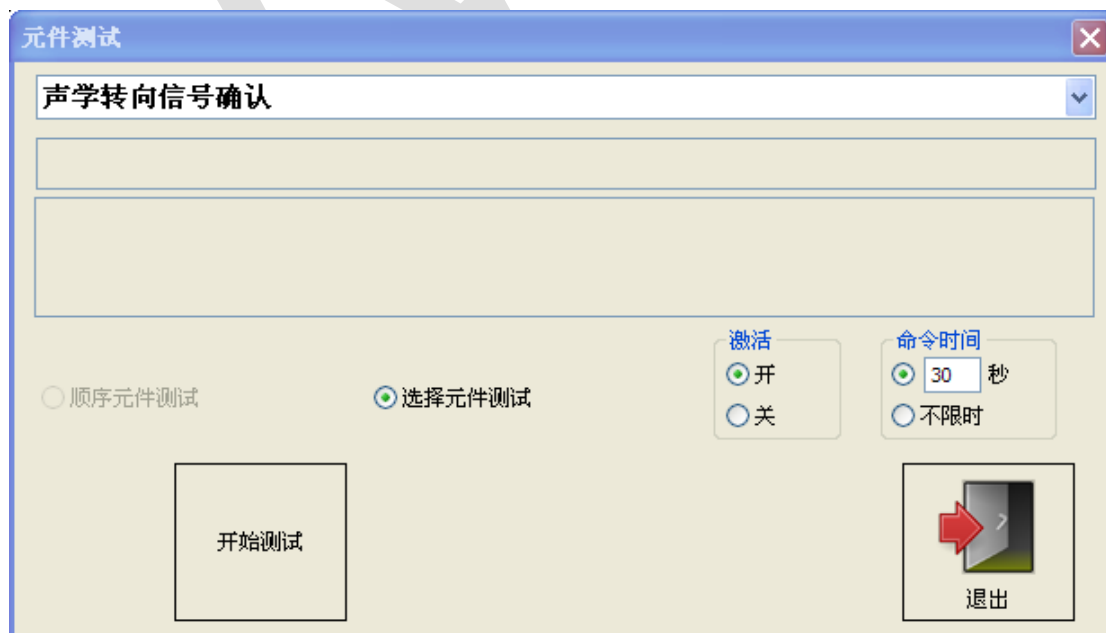 元件测试
声学转向信号确认
激活
命令时间
开
30 秒
顺序元件测试
选择元件测试
关
不限时
开始测试
退出